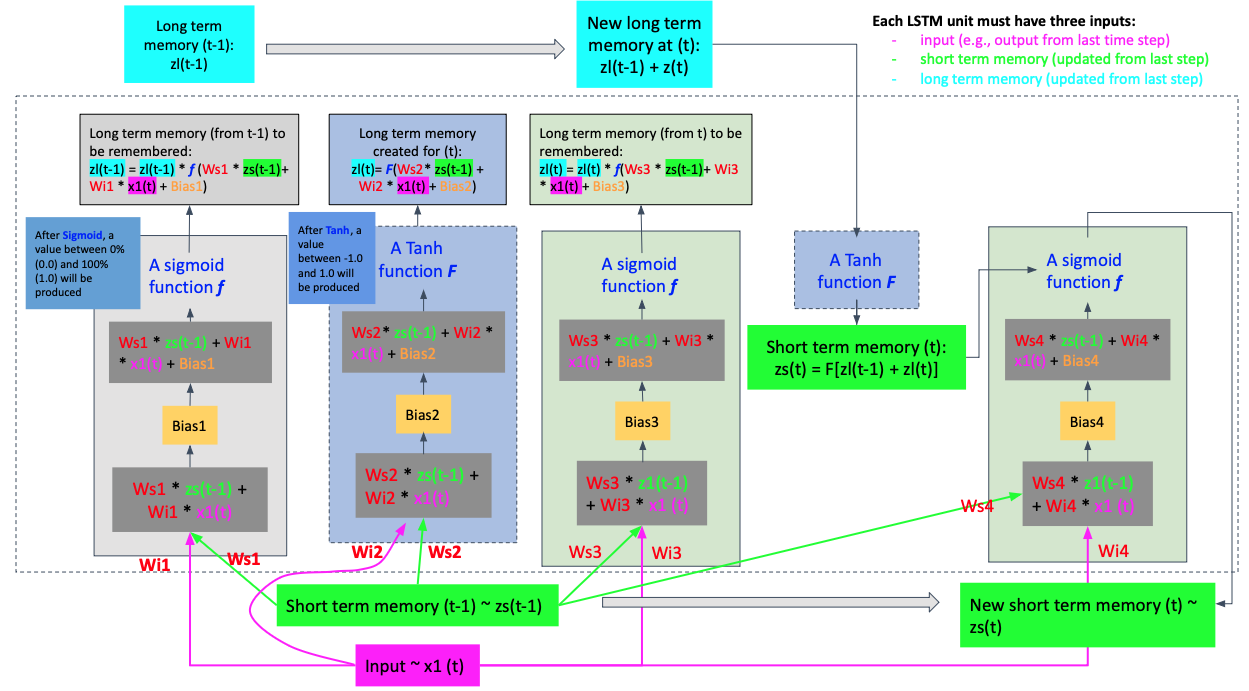 Long term
memory (t-1):
zl(t-1)
New long term
memory at (t):
zl(t-1) + z(t)
Each LSTM unit must have three inputs:
- input (e.g., output from last time step)
- short term memory (updated from last step)
- long term memory (updated from last step)
Long term memory (from t-1) to
be remembered:
zl(t-1) = zl(t-1) * f (Ws1 * zs(t-1)+
Wi1 * x1(t) + Bias1)
Long term memory
created for (t):
zl(t)= F(Ws2* zs(t-1) +
Wi2 * x1(t) + Bias2)
Long term memory (from t) to be
remembered:
zl(t) = zl(t) * f(Ws3 * zs(t-1)+ Wi3
* x1(t) + Bias3)
After Sigmoid, a
value between 0%
(0.0) and 100%
(1.0) will be
produced
A sigmoid
function f
Ws1 * zs(t-1) + Wi1
* x1(t) + Bias1
Bias1
Ws1 * zs(t-1) +
Wi1 * x1(t)
After Tanh, a
value
between -1.0
and 1.0 will
be produced
A Tanh
function F
Ws2* zs(t-1) + Wi2 *
x1(t) + Bias2
Bias2
Ws2 * zs(t-1) +
Wi2 * x1(t)
A sigmoid
function f
Ws3 * zs(t-1) + Wi3 *
x1(t) + Bias3
Bias3
Ws3 * z1(t-1)
+ Wi3 * x1 (t)
A Tanh
function F
Short term memory (t):
zs(t) = F[zl(t-1) + zl(t)]
A sigmoid
function f
Ws4 * zs(t-1) + Wi4 *
x1(t) + Bias4
Bias4
Ws4 * z1(t-1)
+ Wi4 * x1 (t)
Wi1
Ws1
Wi2
Ws2
Ws3
Wi3
Ws4
Wi4
Short term memory (t-1) ~ zs(t-1)
New short term memory (t) ~
zs(t)
Input ~ x1 (t)